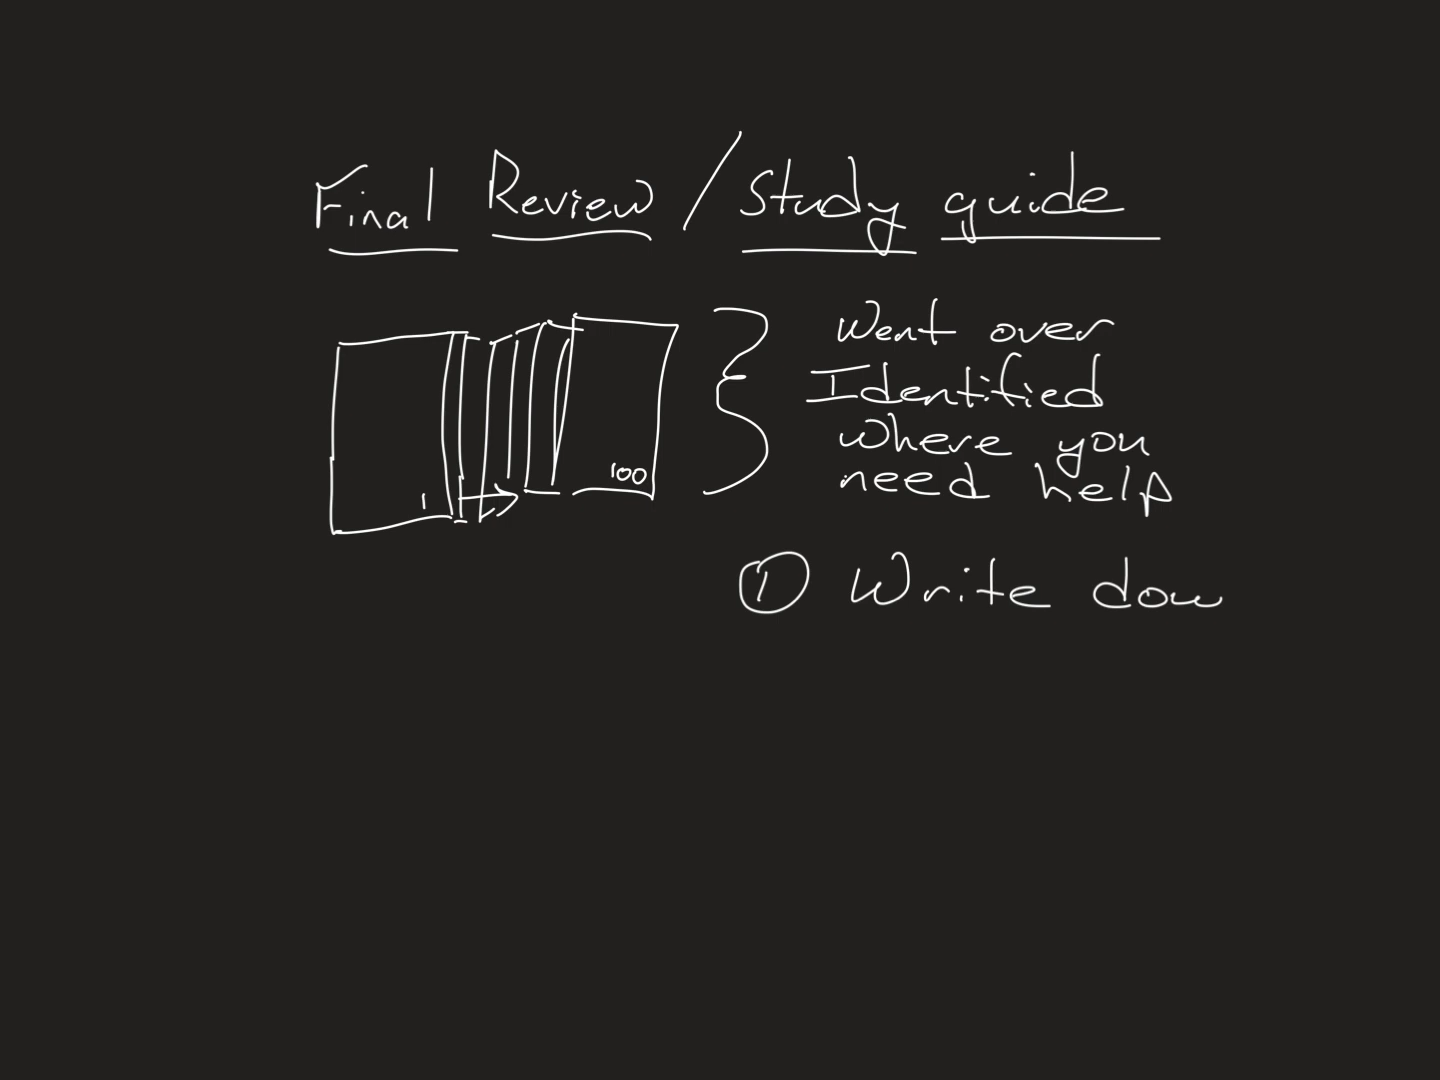 Final Review / Study guide
Went over
Identified
where you
need help
1 100
① Write dow